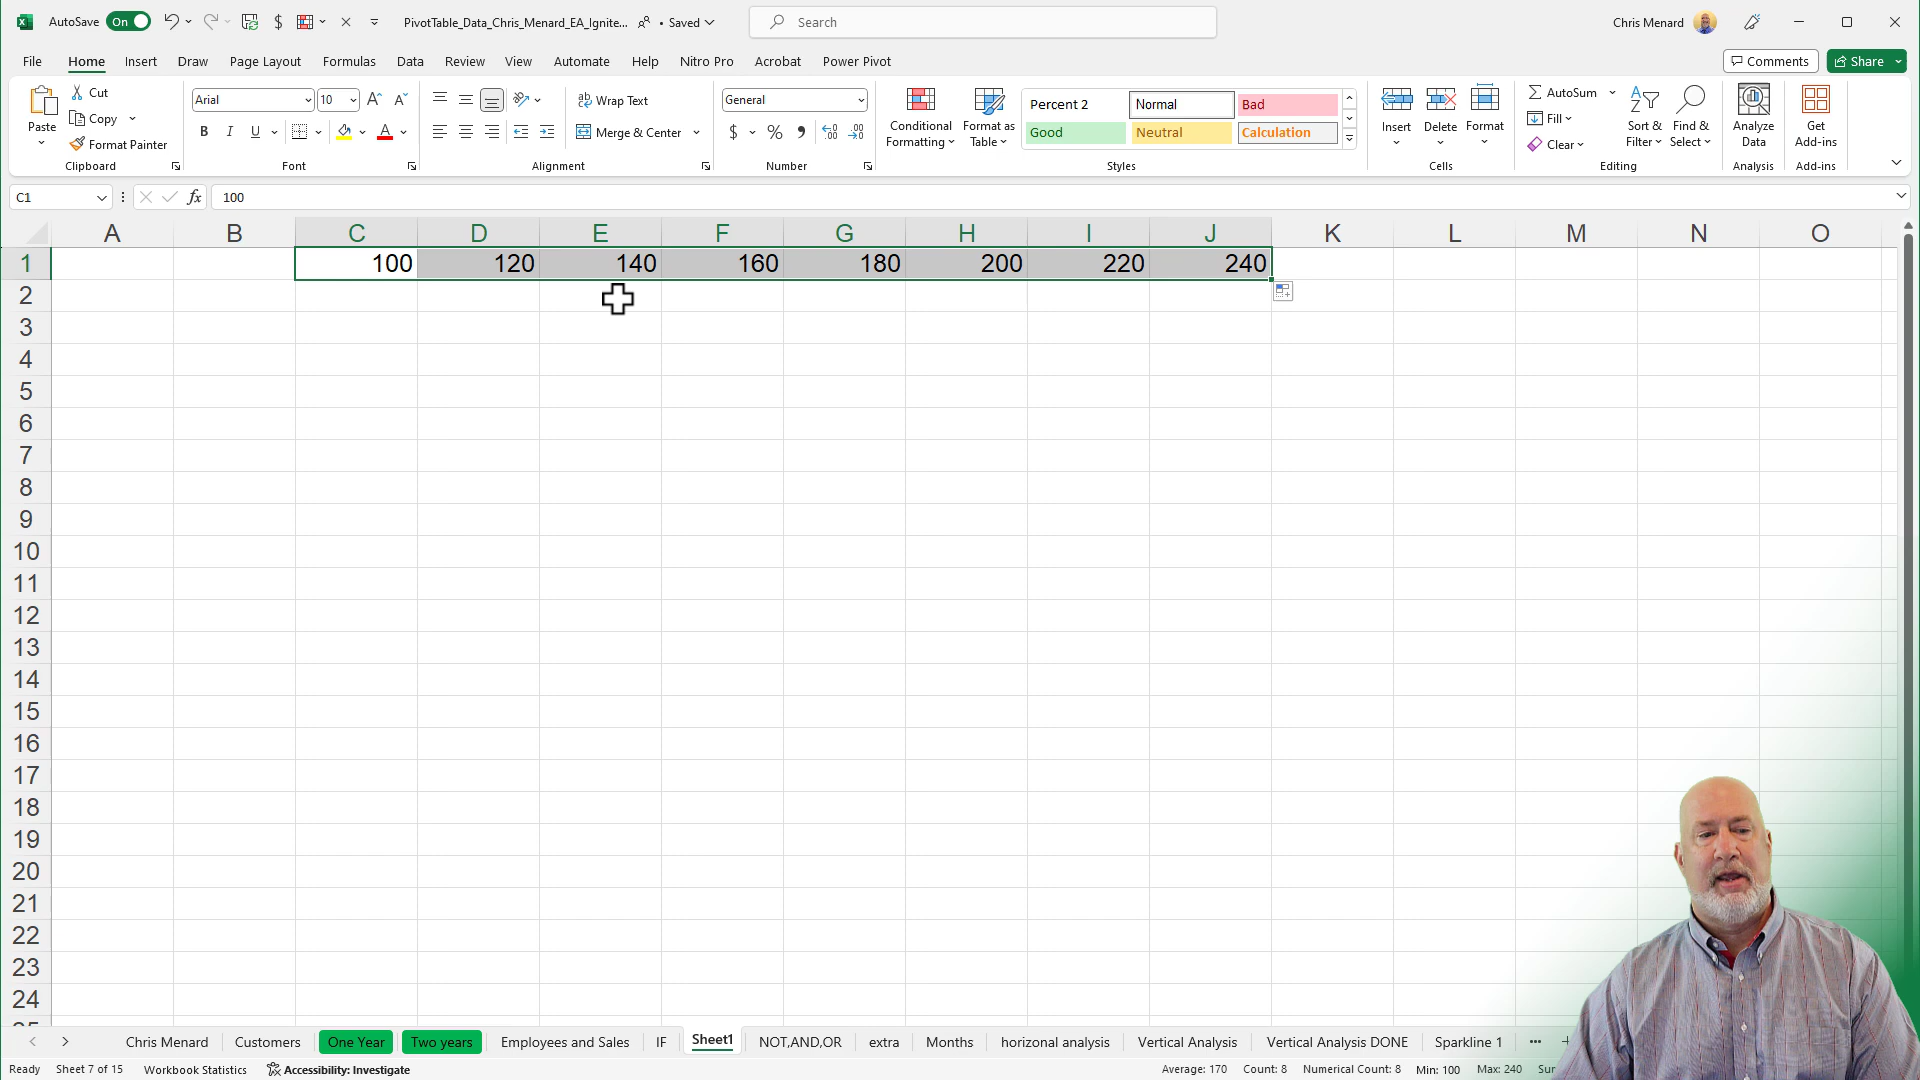 AutoSave On $ PivotTable_Data_Chris_Menard_EA_Ignite... • Saved Search Chris Menard
File Home Insert Draw Page Layout Formulas Data Review View Automate Help Nitro Pro Acrobat Power Pivot Comments Share
Paste Cut Copy Format Painter Clipboard
Arial 10 B I U A Font
Wrap Text Merge & Center Alignment
General $ % Number
Conditional Formatting Format as Table
Percent 2 Normal Bad
Good Neutral Calculation
Styles
Insert Delete Format Cells
AutoSum Fill Clear Sort & Filter Find & Select Editing
Analyze Data Analysis
Get Add-ins Add-ins
C1 fx 100
A B C D E F G H I J K L M N O
1 100 120 140 160 180 200 220 240
2
3
4
5
6
7
8
9
10
11
12
13
14
15
16
17
18
19
20
21
22
23
24
Chris Menard Customers One Year Two years Employees and Sales IF Sheet1 NOT,AND,OR extra Months horizonal analysis Vertical Analysis Vertical Analysis DONE Sparkline 1 ...
Ready Sheet 7 of 15 Workbook Statistics Accessibility: Investigate Average: 170 Count: 8 Numerical Count: 8 Min: 100 Max: 240